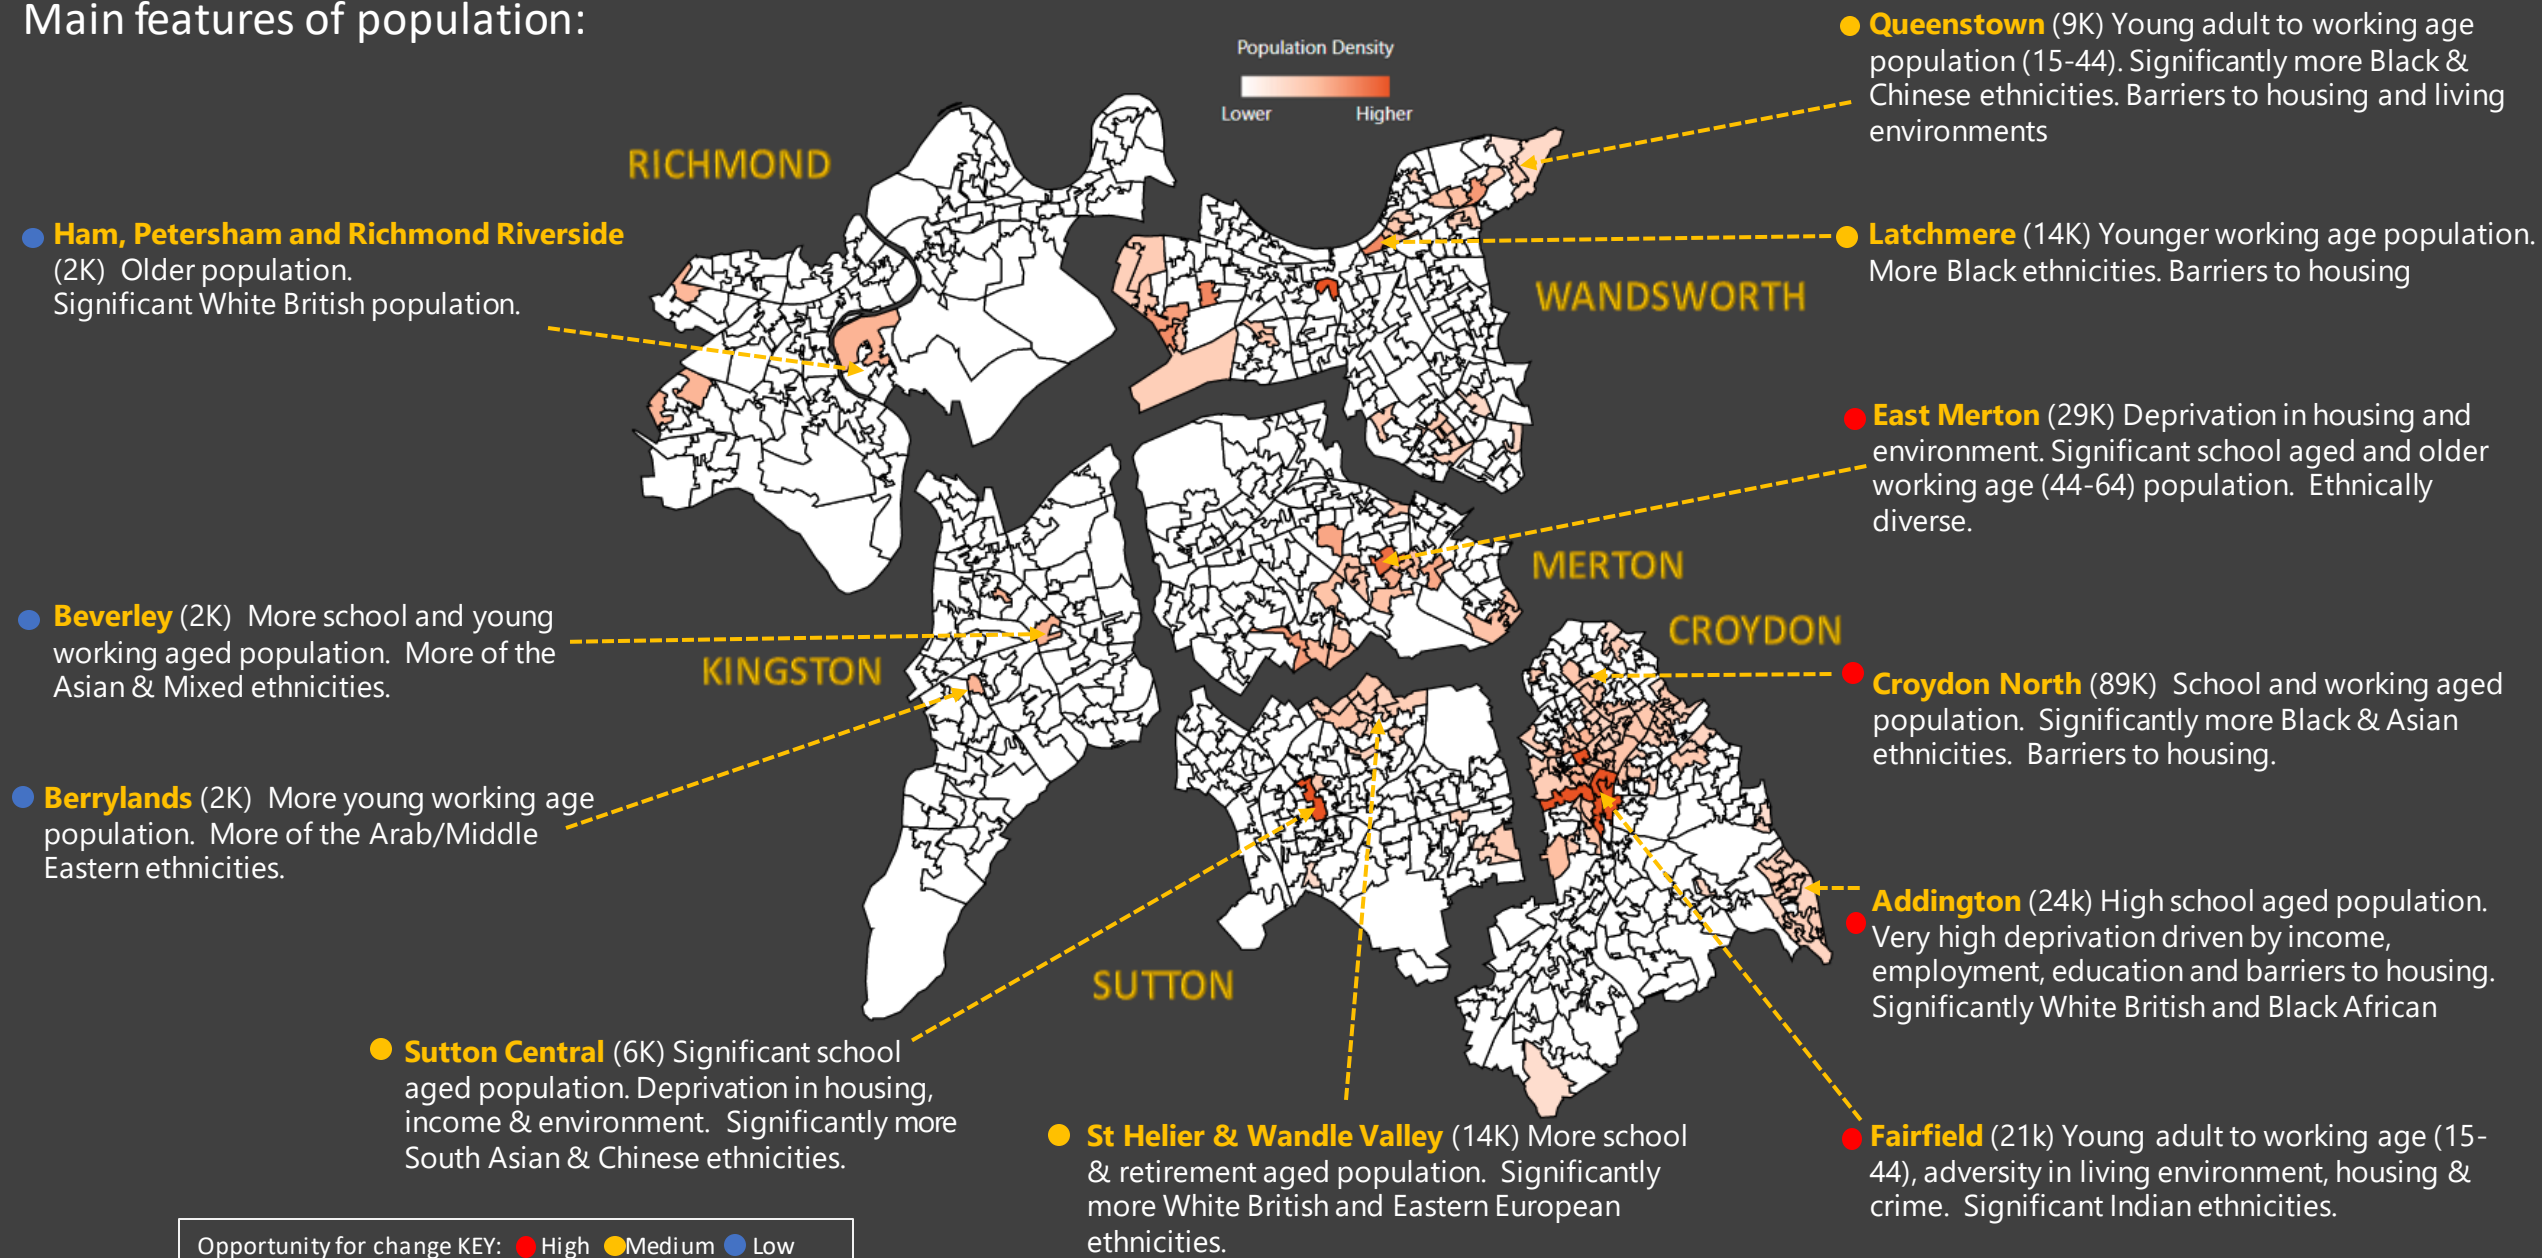 Main features of population:
Population Density
Lower Higher
RICHMOND
WANDSWORTH
MERTON
CROYDON
KINGSTON
SUTTON
Ham, Petersham and Richmond Riverside
(2K) Older population.
Significant White British population.
Beverley (2K) More school and young
working aged population. More of the
Asian & Mixed ethnicities.
Berrylands (2K) More young working age
population. More of the Arab/Middle
Eastern ethnicities.
Sutton Central (6K) Significant school
aged population. Deprivation in housing,
income & environment. Significantly more
South Asian & Chinese ethnicities.
St Helier & Wandle Valley (14K) More school
& retirement aged population. Significantly
more White British and Eastern European
ethnicities.
Queenstown (9K) Young adult to working age
population (15-44). Significantly more Black &
Chinese ethnicities. Barriers to housing and living
environments
Latchmere (14K) Younger working age population.
More Black ethnicities. Barriers to housing
East Merton (29K) Deprivation in housing and
environment. Significant school aged and older
working age (44-64) population. Ethnically
diverse.
Croydon North (89K) School and working aged
population. Significantly more Black & Asian
ethnicities. Barriers to housing.
Addington (24k) High school aged population.
Very high deprivation driven by income,
employment, education and barriers to housing.
Significantly White British and Black African
Fairfield (21k) Young adult to working age (15-
44), adversity in living environment, housing &
crime. Significant Indian ethnicities.
Opportunity for change KEY: High Medium Low